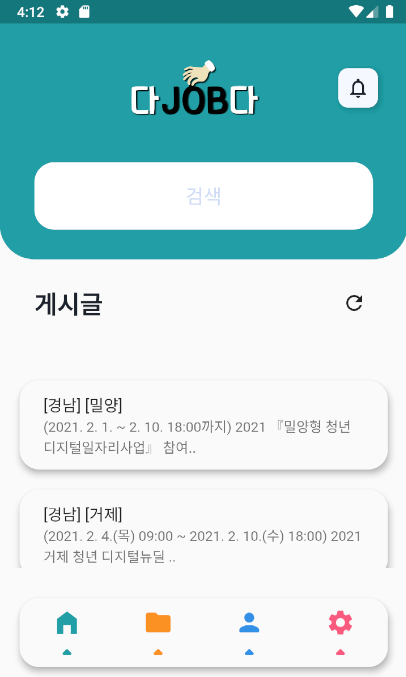 4:12
다JOB다
검색
게시글
[경남] [밀양]
(2021. 2. 1. ~ 2. 10. 18:00까지) 2021 『밀양형 청년
디지털일자리사업』 참여..
[경남] [거제]
(2021. 2. 4.(목) 09:00 ~ 2021. 2. 10.(수) 18:00) 2021
거제 청년 디지털뉴딜 ..